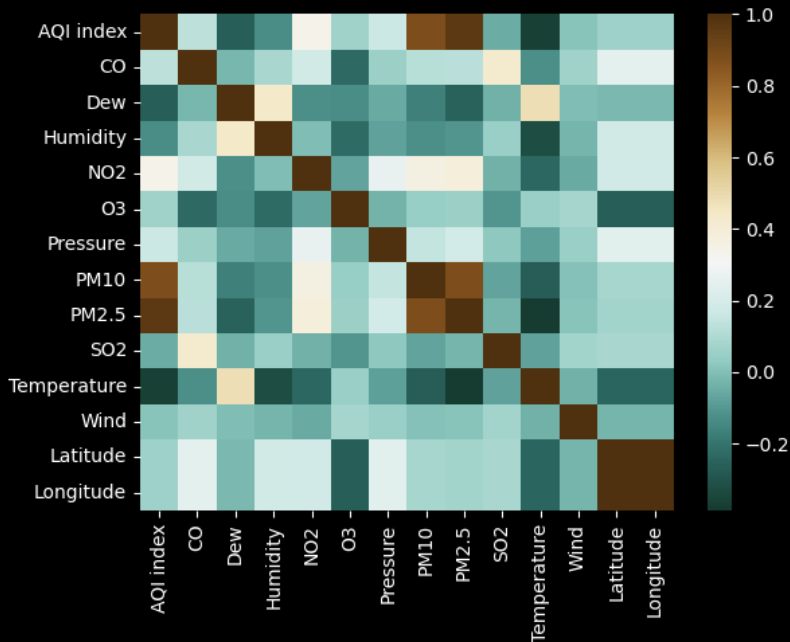 AQI index
CO
Dew
Humidity
NO2
O3
Pressure
PM10
PM2.5
SO2
Temperature
Wind
Latitude
Longitude
AQI index
CO
Dew
Humidity
NO2
O3
Pressure
PM10
PM2.5
SO2
Temperature
Wind
Latitude
Longitude
1.0
0.8
0.6
0.4
0.2
0.0
−0.2